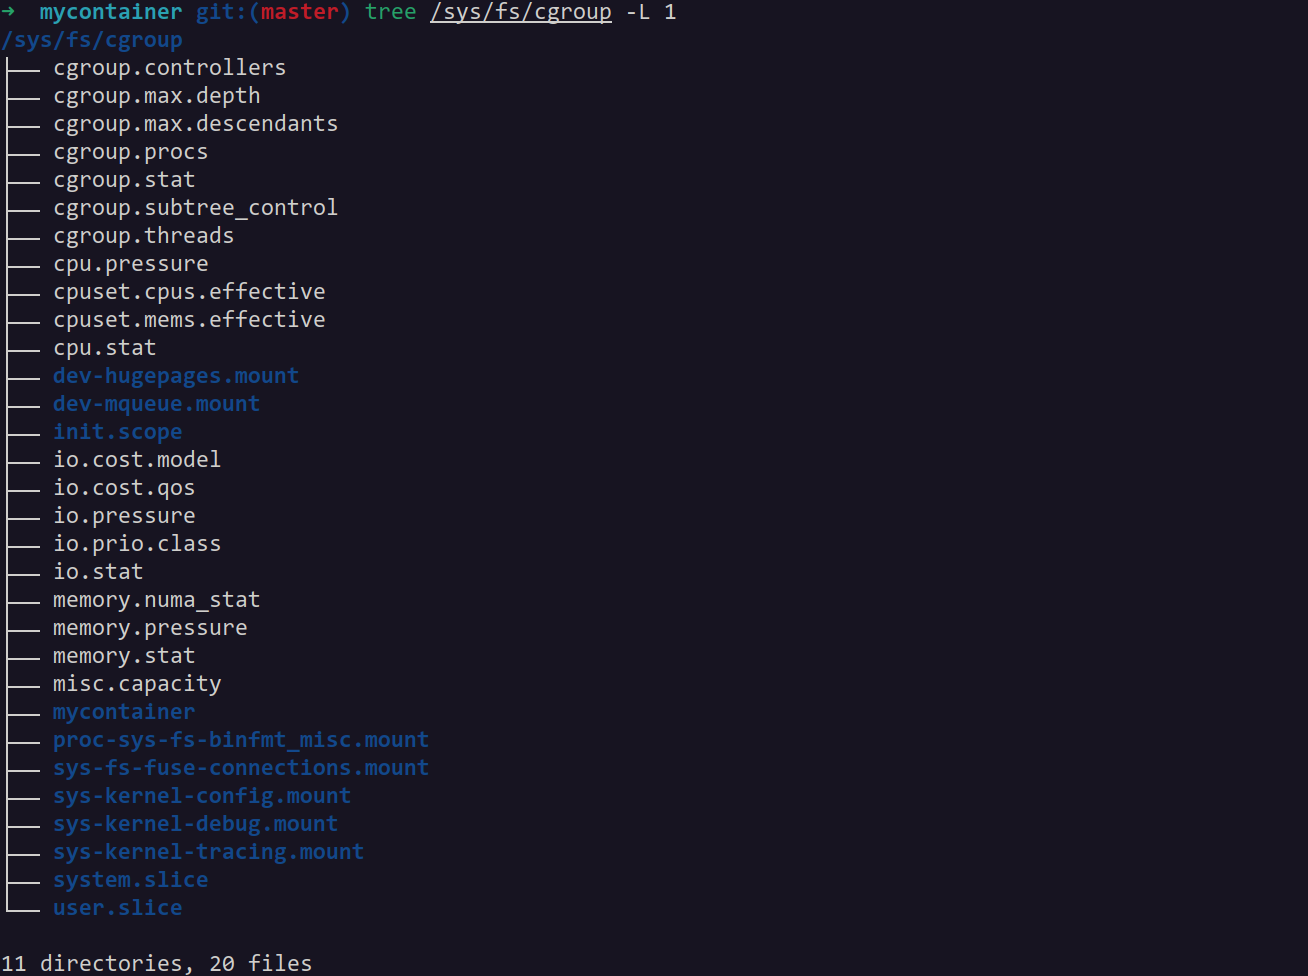 → mycontainer git:(master) tree /sys/fs/cgroup -L 1
/sys/fs/cgroup
├── cgroup.controllers
├── cgroup.max.depth
├── cgroup.max.descendants
├── cgroup.procs
├── cgroup.stat
├── cgroup.subtree_control
├── cgroup.threads
├── cpu.pressure
├── cpuset.cpus.effective
├── cpuset.mems.effective
├── cpu.stat
├── dev-hugepages.mount
├── dev-mqueue.mount
├── init.scope
├── io.cost.model
├── io.cost.qos
├── io.pressure
├── io.prio.class
├── io.stat
├── memory.numa_stat
├── memory.pressure
├── memory.stat
├── misc.capacity
├── mycontainer
├── proc-sys-fs-binfmt_misc.mount
├── sys-fs-fuse-connections.mount
├── sys-kernel-config.mount
├── sys-kernel-debug.mount
├── sys-kernel-tracing.mount
├── system.slice
└── user.slice
11 directories, 20 files